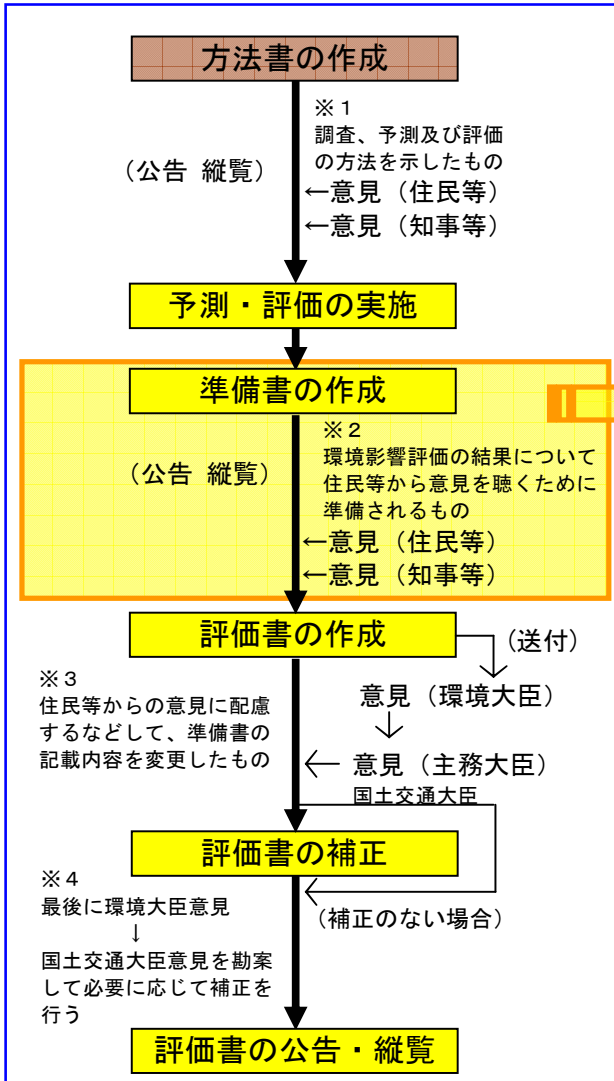 方法書の作成
※１
調査、予測及び評価
の方法を示したもの
（公告 縦覧）
←意見（住民等）
←意見（知事等）
予測・評価の実施
準備書の作成
※２
環境影響評価の結果について
住民等から意見を聴くために
準備されるもの
（公告 縦覧）
←意見（住民等）
←意見（知事等）
評価書の作成
（送付）
※３
住民等からの意見に配慮
するなどして、準備書の
記載内容を変更したもの
意見（環境大臣）
意見（主務大臣）
国土交通大臣
評価書の補正
※４
最後に環境大臣意見
↓
国土交通大臣意見を勘案
して必要に応じて補正を
行う
（補正のない場合）
評価書の公告・縦覧